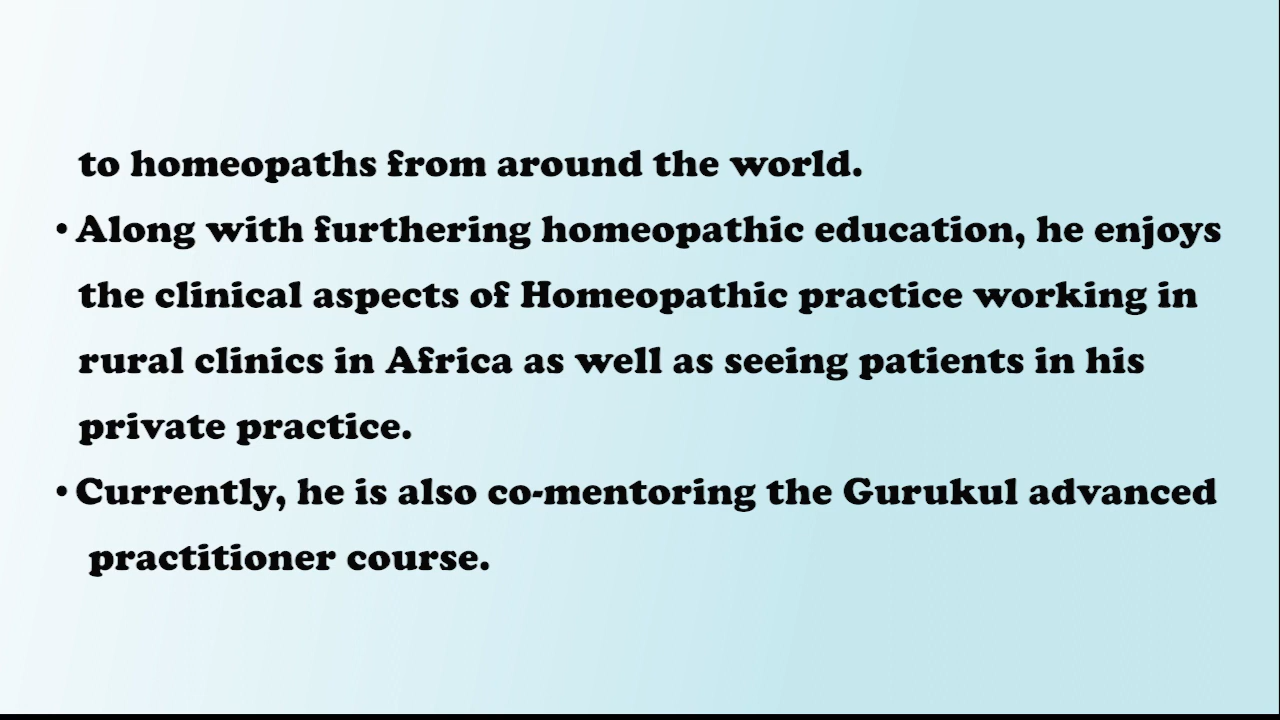 to homeopaths from around the world.
• Along with furthering homeopathic education, he enjoys
the clinical aspects of Homeopathic practice working in
rural clinics in Africa as well as seeing patients in his
private practice.
• Currently, he is also co-mentoring the Gurukul advanced
practitioner course.